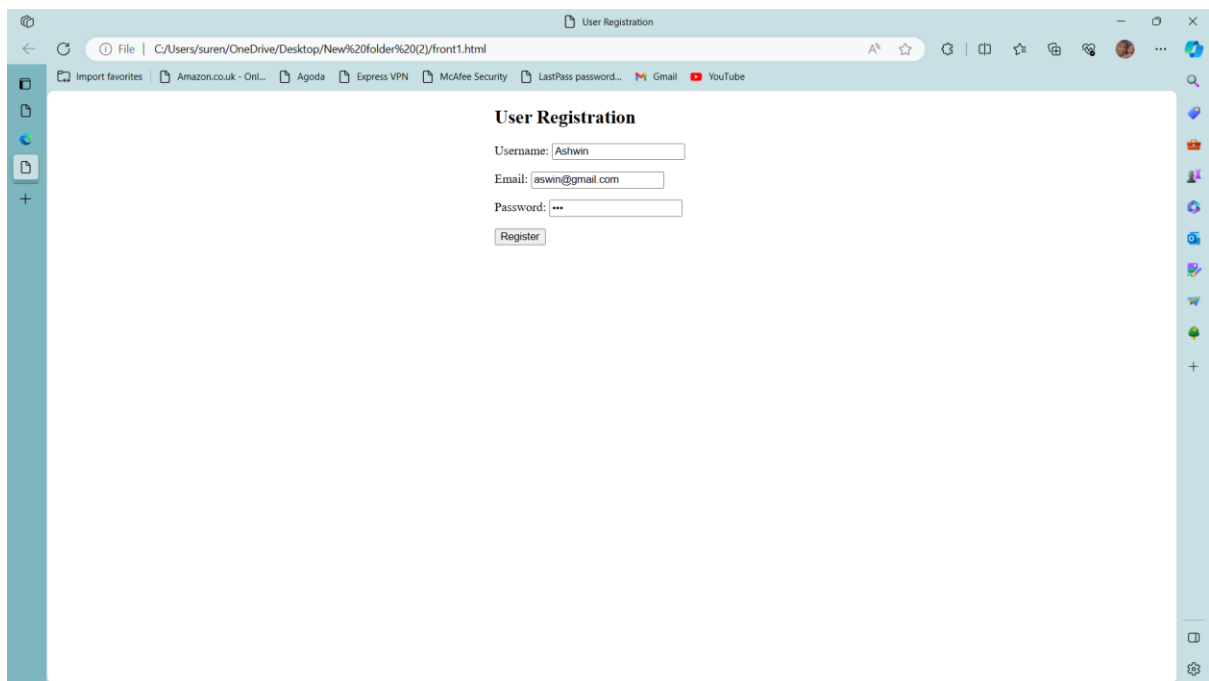 User Registration
File | C:/Users/suren/OneDrive/Desktop/New%20folder%20(2)/front1.html
Import favorites Amazon.co.uk - Onl... Agoda Express VPN McAfee Security LastPass password... Gmail YouTube
User Registration
Username: Ashwin
Email: aswin@gmail.com
Password: •••
Register